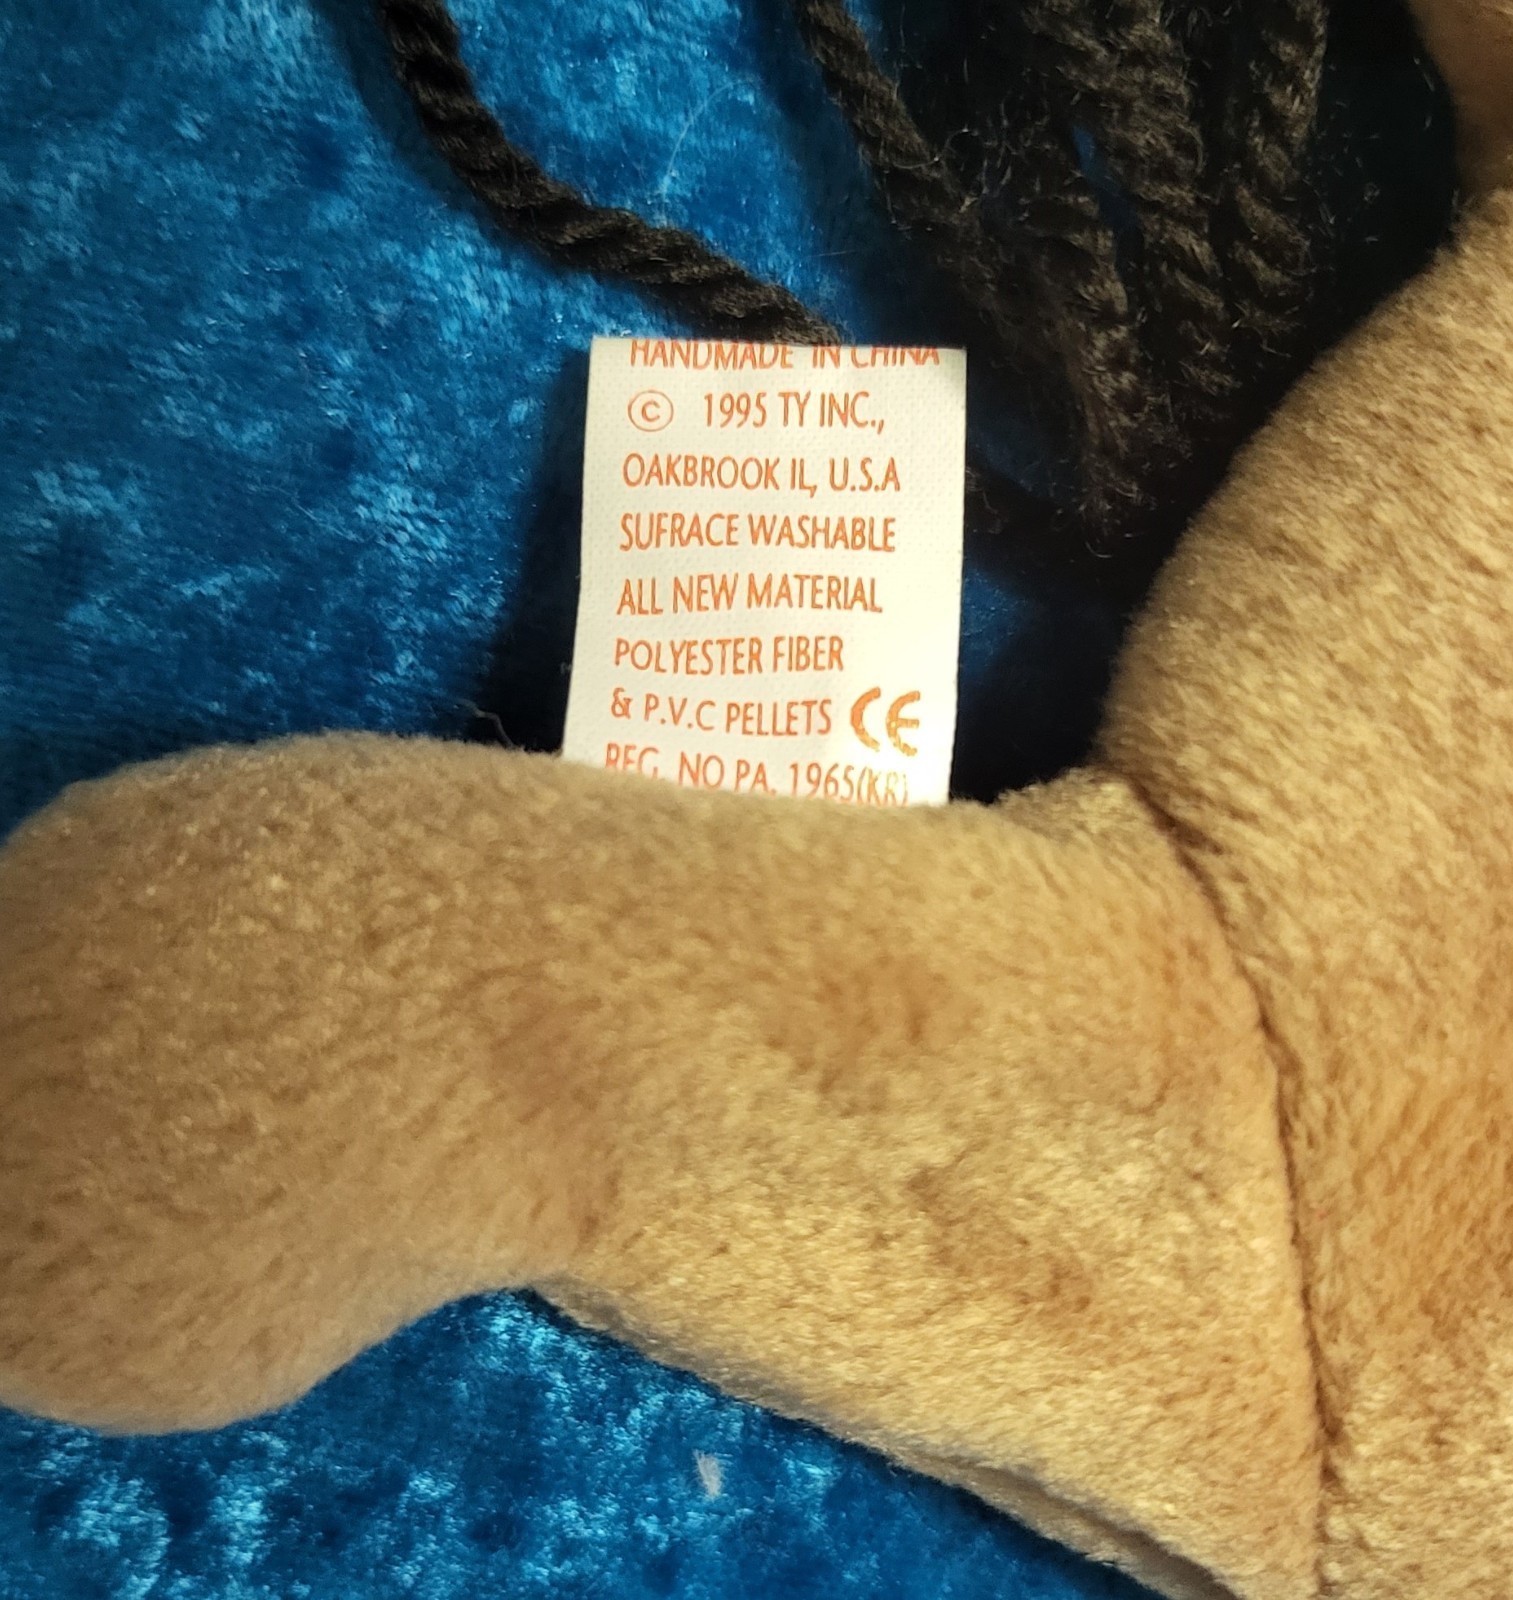 HANDMADE IN CHINA
© 1995 TY INC.,
OAKBROOK IL, U.S.A
SUFRACE WASHABLE
ALL NEW MATERIAL
POLYESTER FIBER
& P.V.C PELLETS CE
REG. NO PA. 1965(KR)